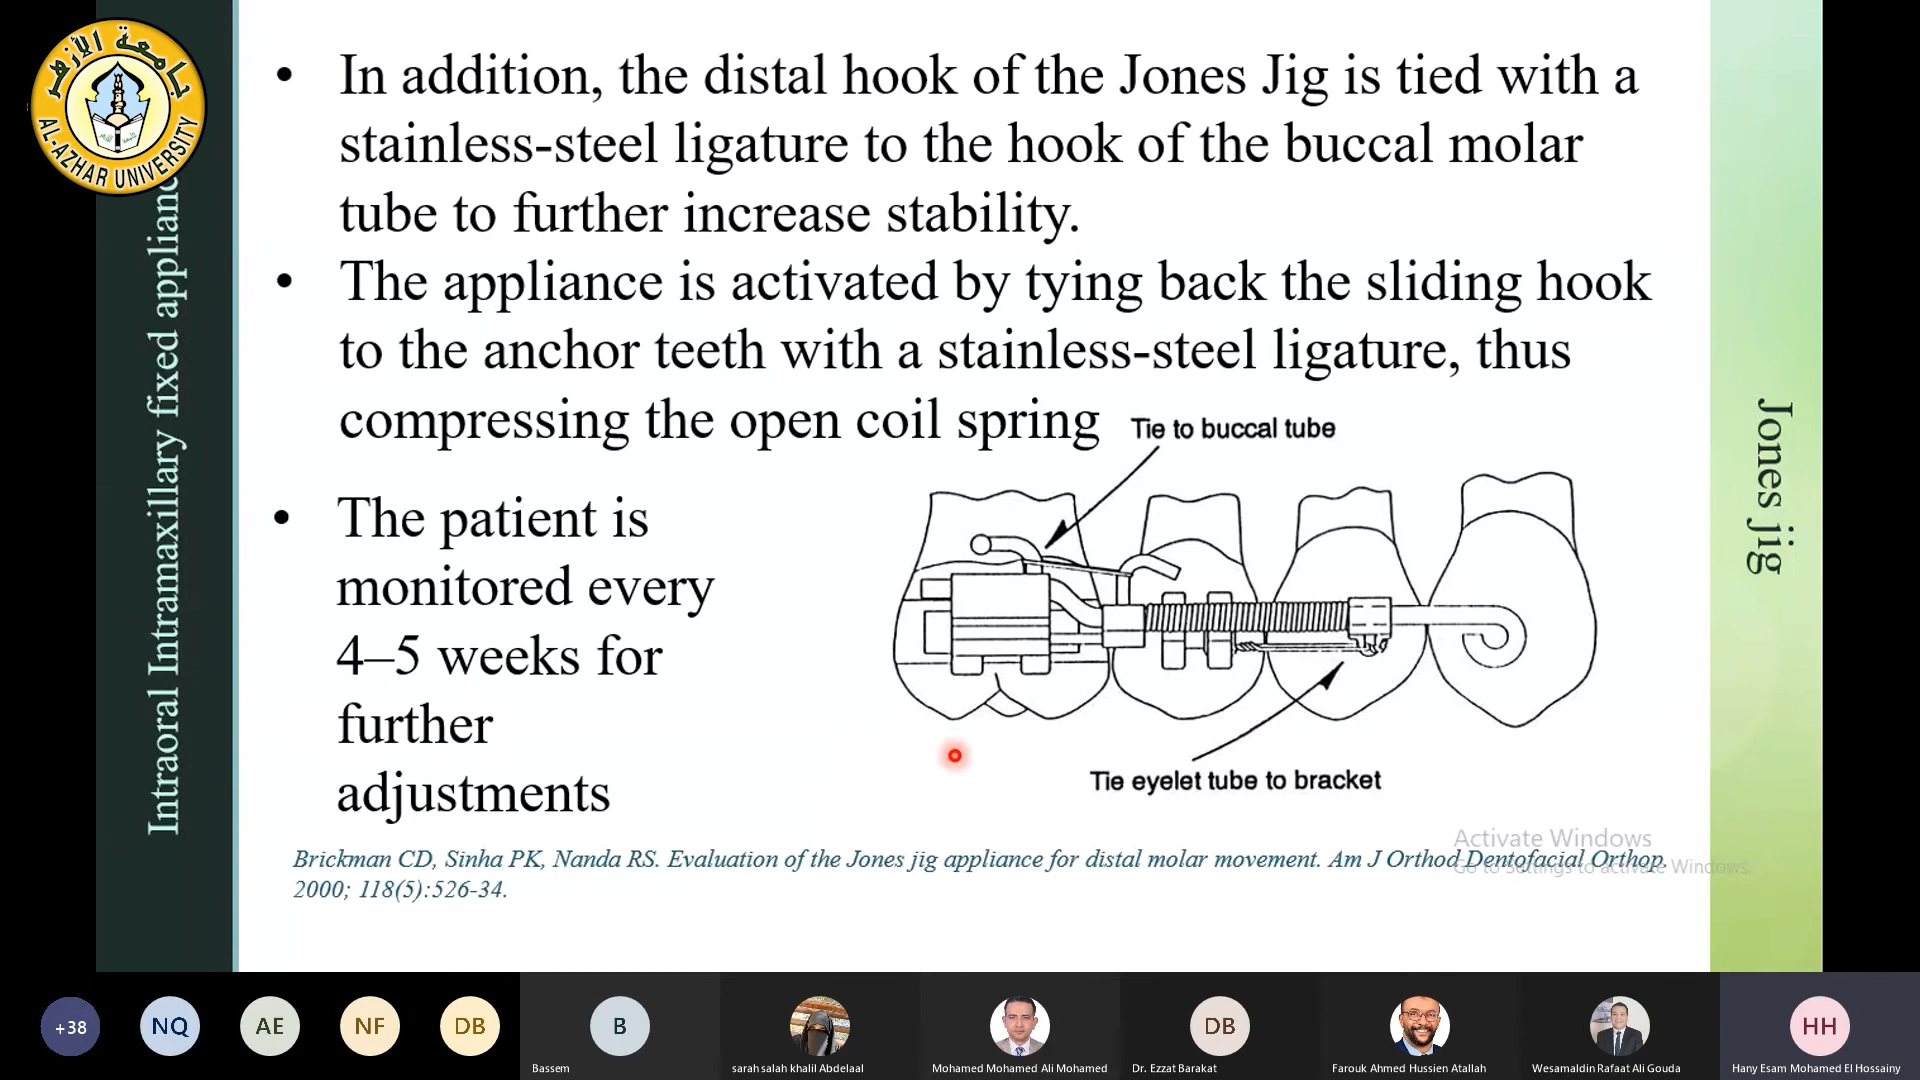 جامعة الأزهر
AL-AZHAR UNIVERSITY
Intraoral Intramaxillary fixed applianc
• In addition, the distal hook of the Jones Jig is tied with a
stainless-steel ligature to the hook of the buccal molar
tube to further increase stability.
• The appliance is activated by tying back the sliding hook
to the anchor teeth with a stainless-steel ligature, thus
compressing the open coil spring
Tie to buccal tube
• The patient is
monitored every
4–5 weeks for
further
adjustments
Tie eyelet tube to bracket
Jones jig
Activate Windows
Go to Settings to activate Windows.
Brickman CD, Sinha PK, Nanda RS. Evaluation of the Jones jig appliance for distal molar movement. Am J Orthod Dentofacial Orthop.
2000; 118(5):526-34.
+38
NQ
AE
NF
DB
B
DB
HH
Bassem
sarah salah khalil Abdelaal
Mohamed Mohamed Ali Mohamed
Dr. Ezzat Barakat
Farouk Ahmed Hussien Atallah
Wesamaldin Rafaat Ali Gouda
Hany Esam Mohamed El Hossainy